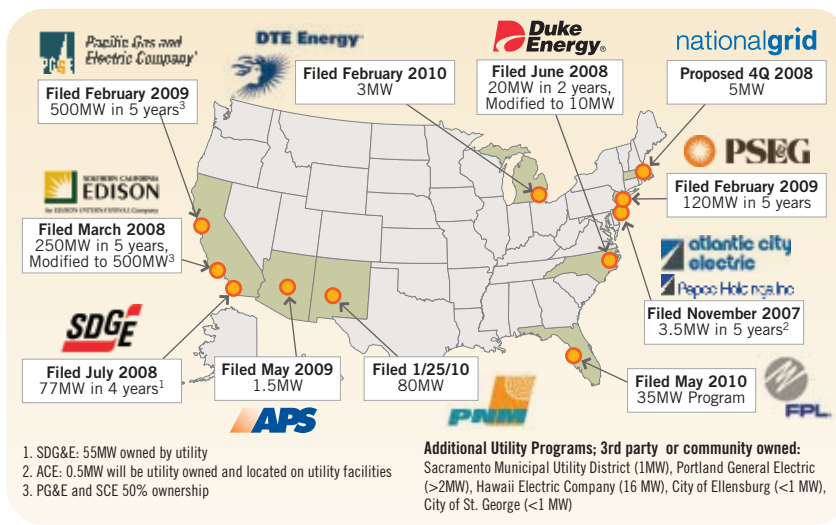 Pacific Gas and
Electric Company
PG&E
Filed February 2009
500MW in 5 years3
DTE Energy
Filed February 2010
3MW
Duke
Energy®
Filed June 2008
20MW in 2 years,
Modified to 10MW
nationalgrid
Proposed 4Q 2008
5MW
PSE&G
Filed February 2009
120MW in 5 years
SOUTHERN CALIFORNIA
EDISON
An EDISON INTERNATIONAL Company
Filed March 2008
250MW in 5 years,
Modified to 500MW3
atlantic city
electric
Pepco Holdings Inc
Filed November 2007
3.5MW in 5 years2
SDGE
Filed July 2008
77MW in 4 years1
Filed May 2009
1.5MW
APS
Filed 1/25/10
80MW
PNM
Filed May 2010
35MW Program
FPL
1. SDG&E: 55MW owned by utility
2. ACE: 0.5MW will be utility owned and located on utility facilities
3. PG&E and SCE 50% ownership
Additional Utility Programs; 3rd party or community owned:
Sacramento Municipal Utility District (1MW), Portland General Electric
(>2MW), Hawaii Electric Company (16 MW), City of Ellensburg (<1 MW),
City of St. George (<1 MW)